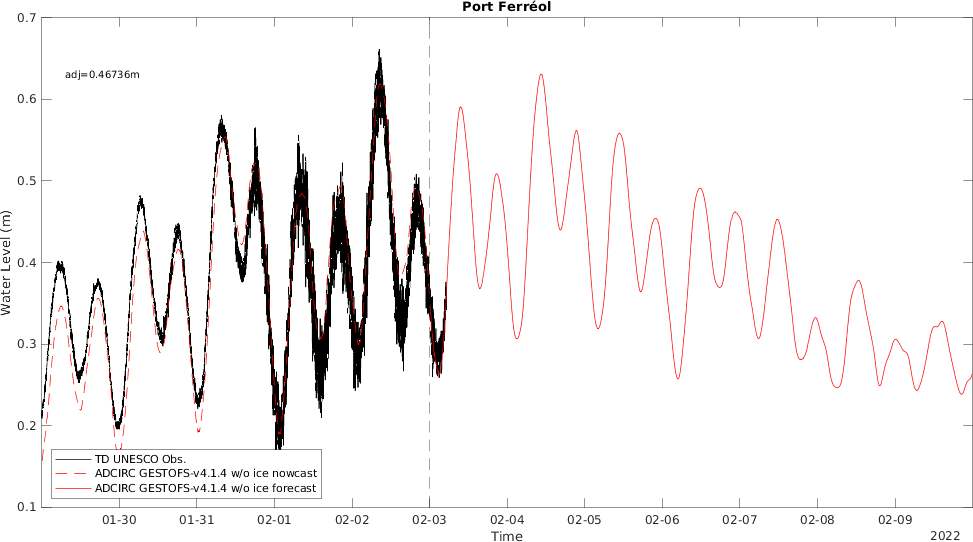 Port Ferréol
0.7
0.6
0.5
0.4
0.3
0.2
0.1
Water Level (m)
adj=0.46736m
TD UNESCO Obs.
ADCIRC GESTOFS-v4.1.4 w/o ice nowcast
ADCIRC GESTOFS-v4.1.4 w/o ice forecast
01-30 01-31 02-01 02-02 02-03 02-04 02-05 02-06 02-07 02-08 02-09
Time
2022